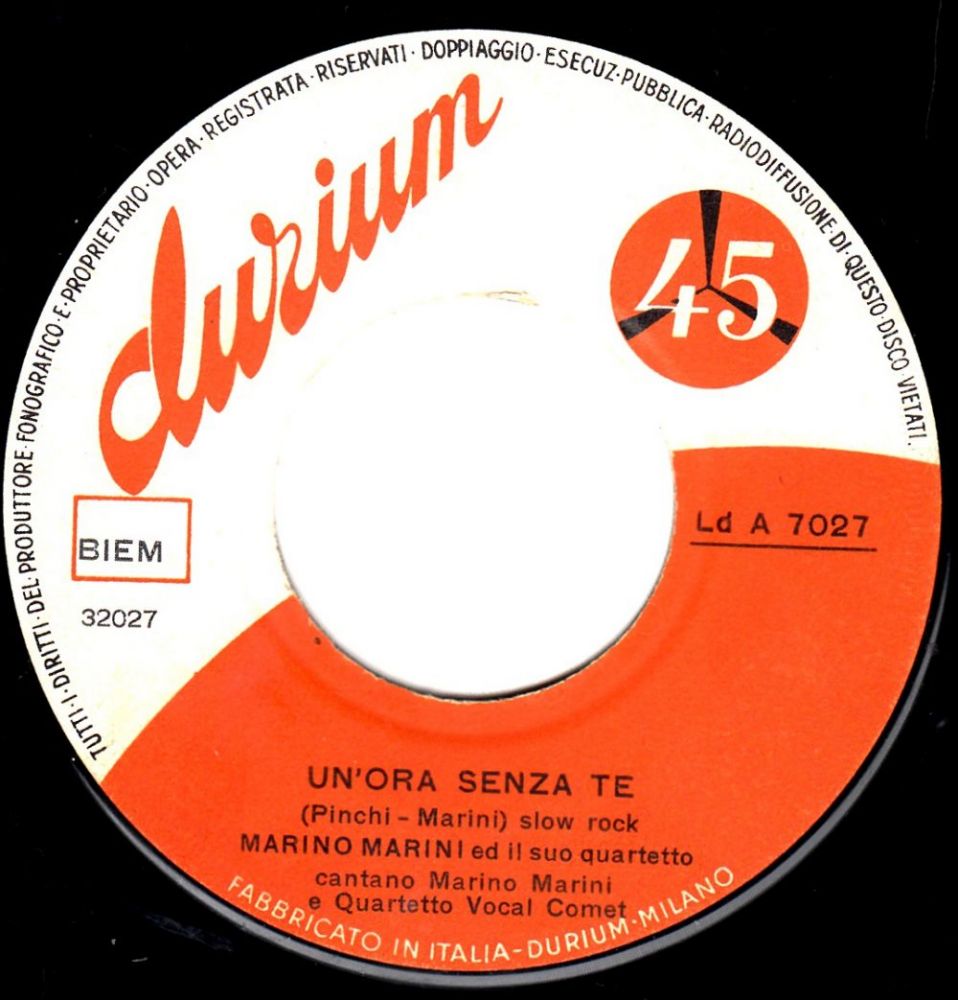 TUTTI·I·DIRITTI·DEL·PRODUTTORE·FONOGRAFICO·E·PROPRIETARIO·OPERA·REGISTRATA·RISERVATI·DOPPIAGGIO·ESECUZ·PUBBLICA·RADIODIFFUSIONE·DI·QUESTO·DISCO VIETATI.
durium
45
Ld A 7027
BIEM
32027
UN'ORA SENZA TE
(Pinchi - Marini) slow rock
MARINO MARINI ed il suo quartetto
cantano Marino Marini
e Quartetto Vocal Comet
FABBRICATO IN ITALIA-DURIUM-MILANO